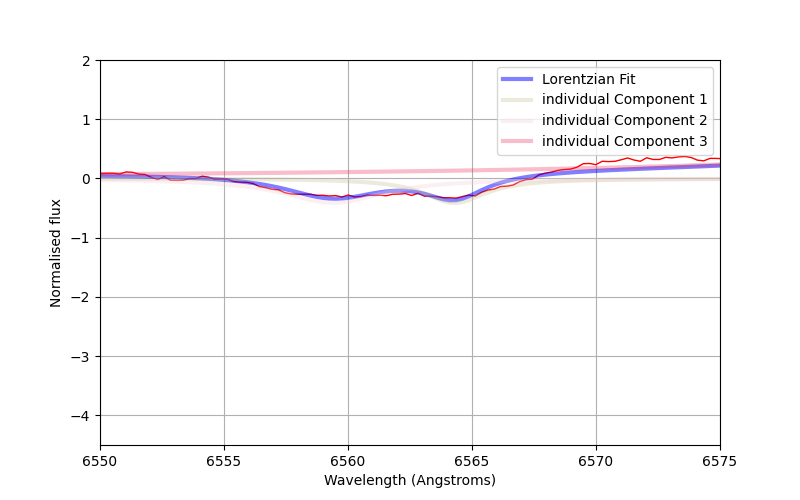 2
1
0
−1
−2
−3
−4
Normalised flux
Lorentzian Fit
individual Component 1
individual Component 2
individual Component 3
6550 6555 6560 6565 6570 6575
Wavelength (Angstroms)